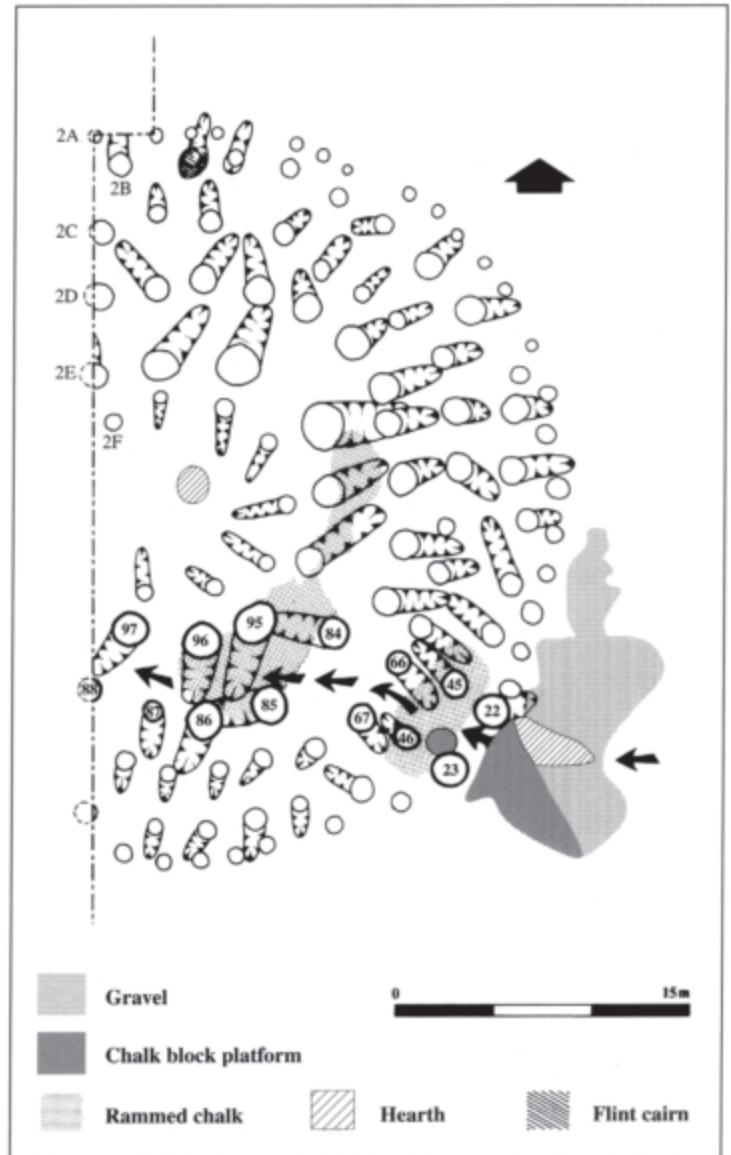 2A
2B
2C
2D
2E
2F
97
96
95
84
66
45
88
87
86
85
67
46
22
23
0 15m
Gravel
Chalk block platform
Rammed chalk
Hearth
Flint cairn